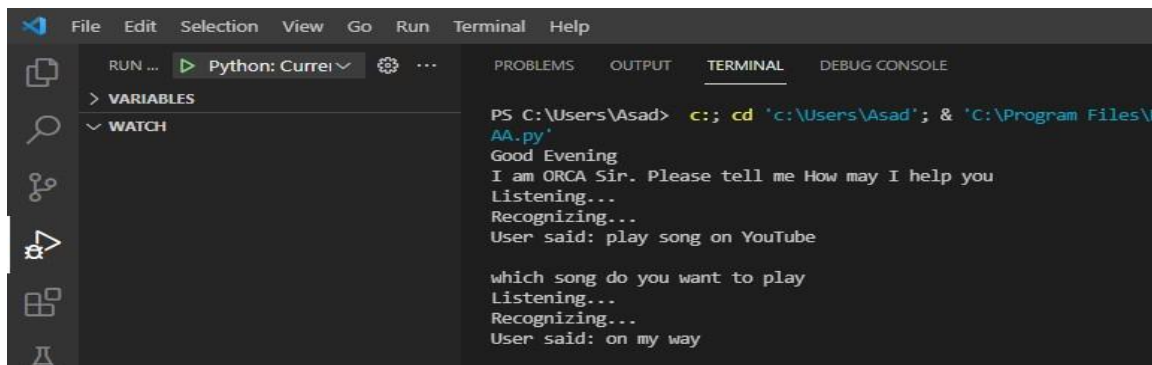 File Edit Selection View Go Run Terminal Help
RUN ... Python: Currer
VARIABLES
WATCH
PROBLEMS OUTPUT TERMINAL DEBUG CONSOLE
PS C:\Users\Asad> c:; cd 'c:\Users\Asad'; & 'C:\Program Files\
AA.py'
Good Evening
I am ORCA Sir. Please tell me How may I help you
Listening...
Recognizing...
User said: play song on YouTube
which song do you want to play
Listening...
Recognizing...
User said: on my way